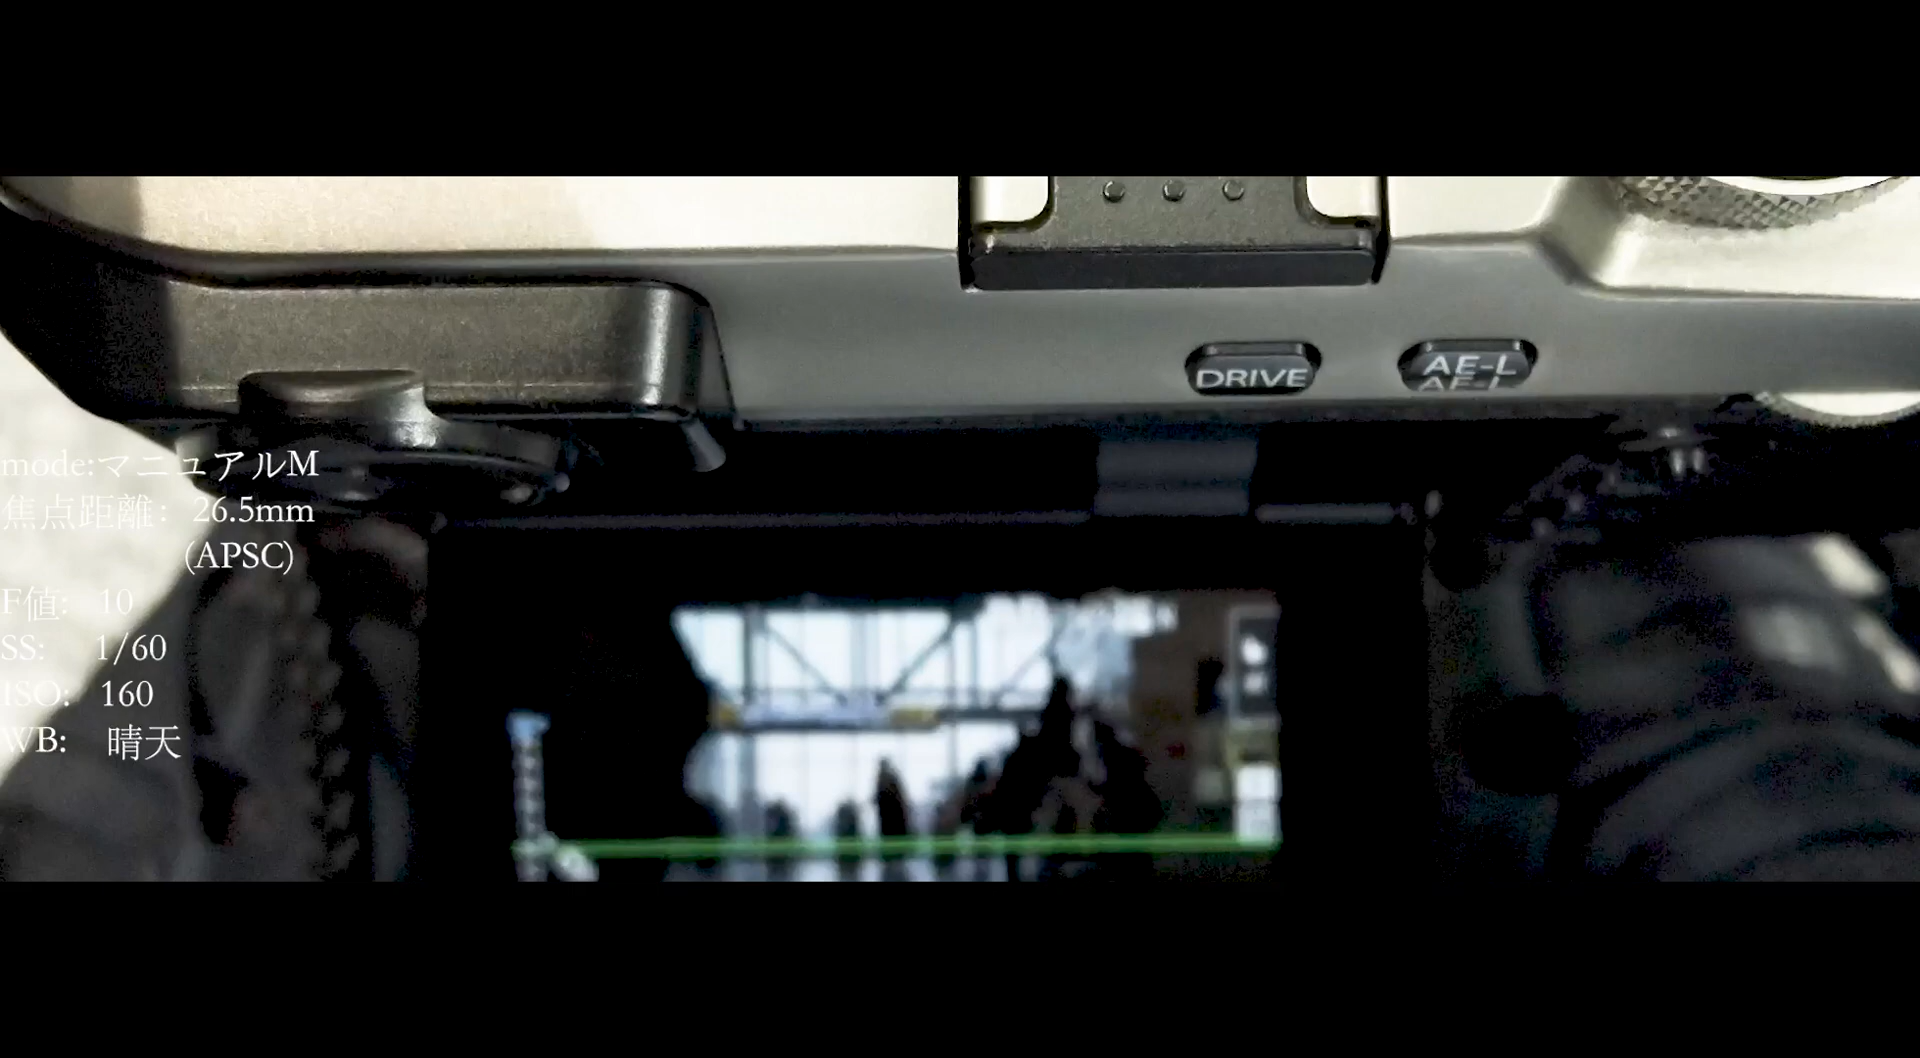 DRIVE
AE-L
AF-L
mode:マニュアルM
焦点距離: 26.5mm
(APSC)
F値: 10
SS: 1/60
ISO: 160
WB: 晴天